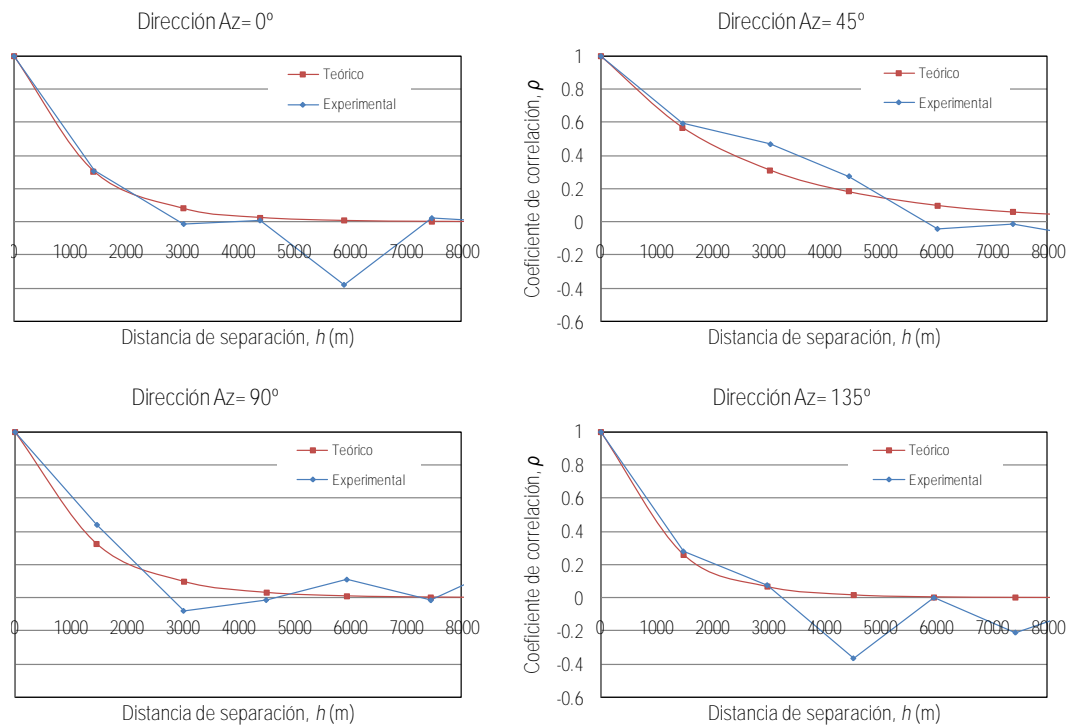 Dirección Az= 0º
Teórico
Experimental
0 1000 2000 3000 4000 5000 6000 7000 8000
Distancia de separación, h (m)
Dirección Az= 45º
1
0.8
0.6
0.4
0.2
0
-0.2
-0.4
-0.6
Coeficiente de correlación, ρ
Teórico
Experimental
0 1000 2000 3000 4000 5000 6000 7000 8000
Distancia de separación, h (m)
Dirección Az= 90º
Teórico
Experimental
0 1000 2000 3000 4000 5000 6000 7000 8000
Distancia de separación, h (m)
Dirección Az= 135º
1
0.8
0.6
0.4
0.2
0
-0.2
-0.4
-0.6
Coeficiente de correlación, ρ
Teórico
Experimental
0 1000 2000 3000 4000 5000 6000 7000 8000
Distancia de separación, h (m)